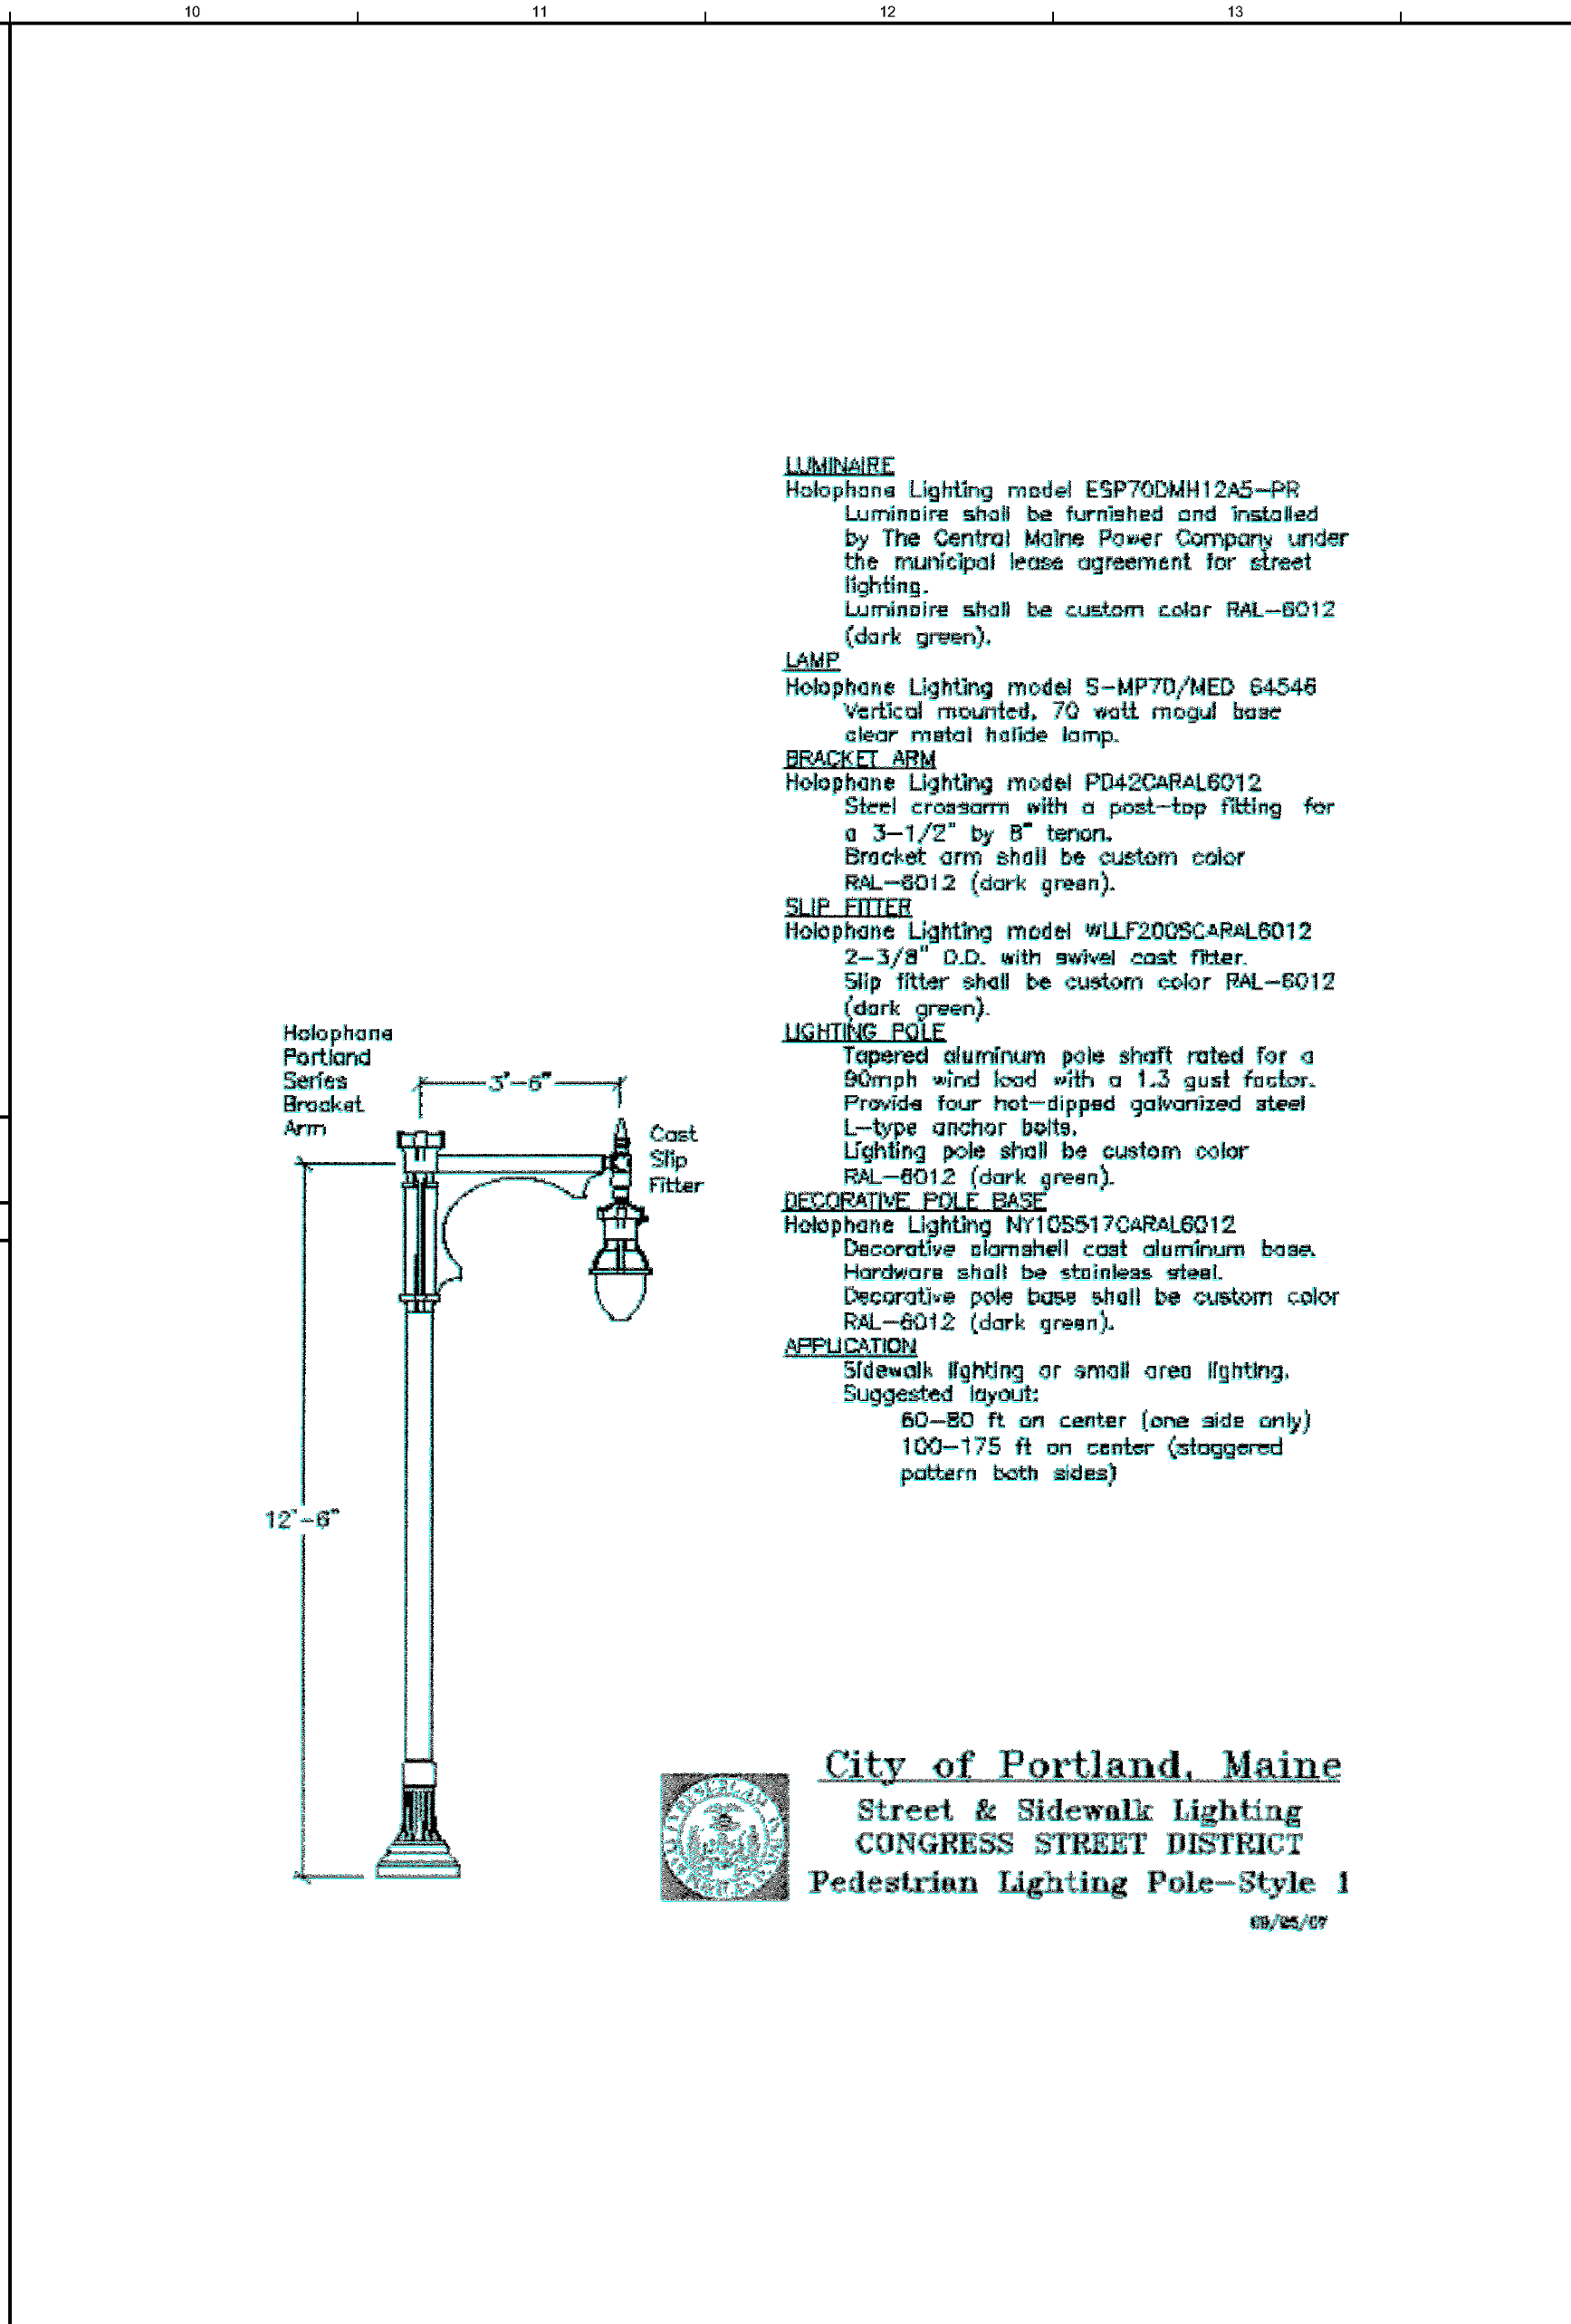 10 11 12 13
LUMINAIRE
Holophane Lighting model ESP70DMH12A5-PR
Luminaire shall be furnished and installed
by The Central Maine Power Company under
the municipal lease agreement for street
lighting.
Luminaire shall be custom color RAL-6012
(dark green).
LAMP
Holophane Lighting model S-MP70/MED 64546
Vertical mounted, 70 watt mogul base
clear metal halide lamp.
BRACKET ARM
Holophane Lighting model PD42CARAL6012
Steel crossarm with a post-top fitting for
a 3-1/2" by 8" tenon.
Bracket arm shall be custom color
RAL-6012 (dark green).
SLIP FITTER
Holophane Lighting model WLLF200SCARAL6012
2-3/8" O.D. with swivel cast fitter.
Slip fitter shall be custom color RAL-6012
(dark green).
LIGHTING POLE
Tapered aluminum pole shaft rated for a
90mph wind load with a 1.3 gust factor.
Provide four hot-dipped galvanized steel
L-type anchor bolts.
Lighting pole shall be custom color
RAL-6012 (dark green).
DECORATIVE POLE BASE
Holophane Lighting NY10S517CARAL6012
Decorative clamshell cast aluminum base.
Hardware shall be stainless steel.
Decorative pole base shall be custom color
RAL-6012 (dark green).
APPLICATION
Sidewalk lighting or small area lighting.
Suggested layout:
60-80 ft on center (one side only)
100-175 ft on center (staggered
pattern both sides)
Holophane
Portland
Series
Bracket
Arm
3'-6"
Cast
Slip
Fitter
12'-6"
City of Portland, Maine
Street & Sidewalk Lighting
CONGRESS STREET DISTRICT
Pedestrian Lighting Pole-Style 1